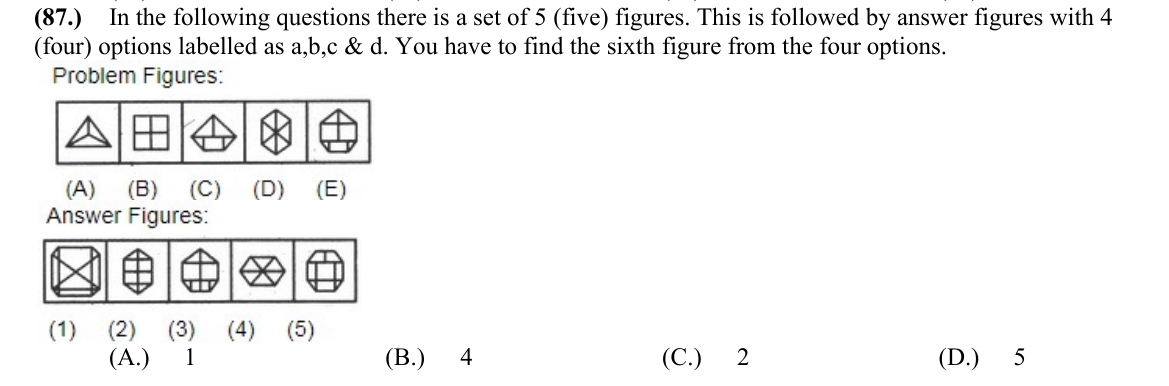 (87.) In the following questions there is a set of 5 (five) figures. This is followed by answer figures with 4
(four) options labelled as a,b,c & d. You have to find the sixth figure from the four options.
Problem Figures:
(A) (B) (C) (D) (E)
Answer Figures:
(1) (2) (3) (4) (5)
(A.) 1 (B.) 4 (C.) 2 (D.) 5